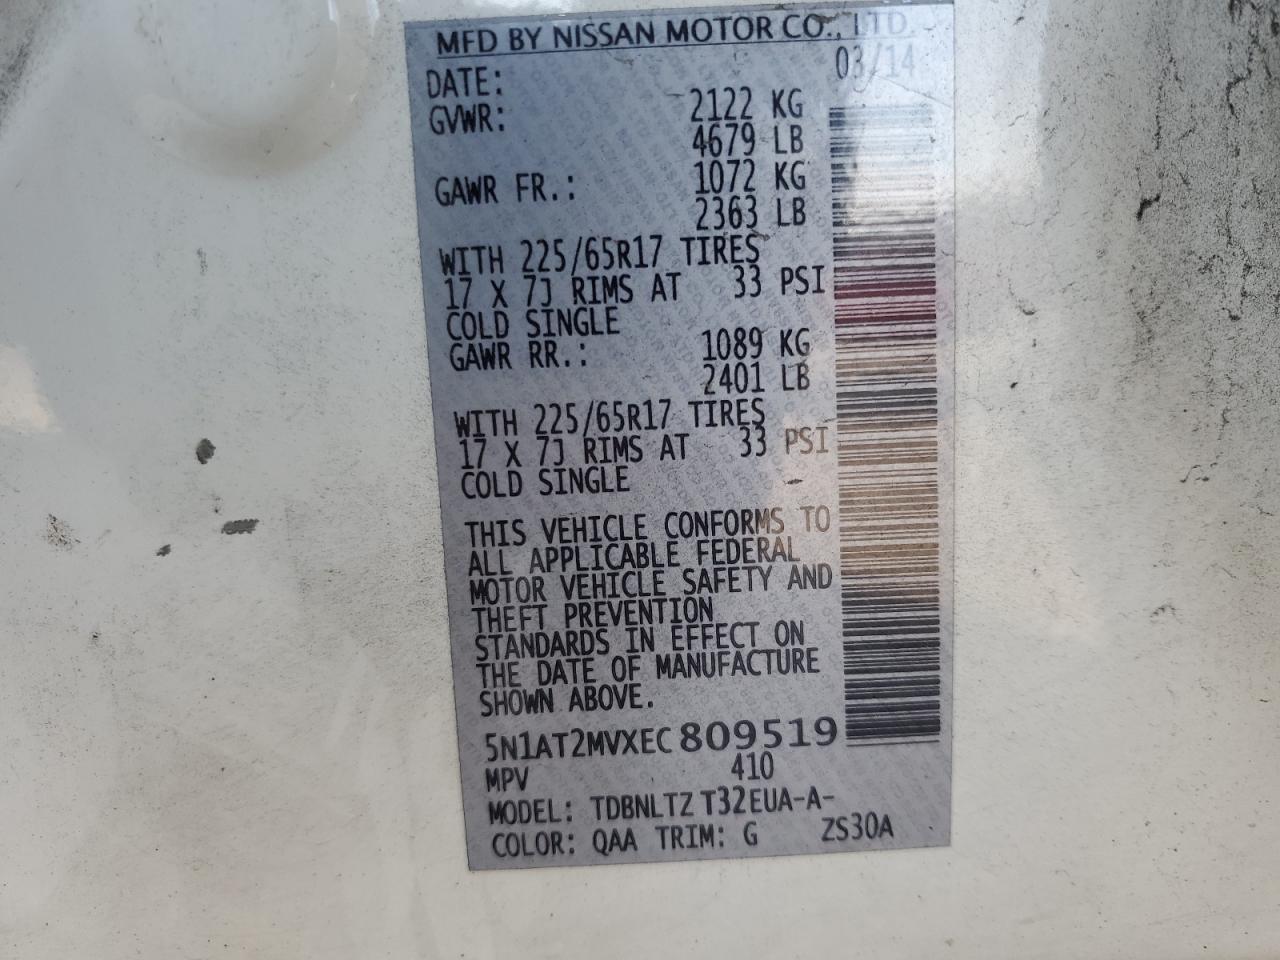 MFD BY NISSAN MOTOR CO., LTD.
DATE: 03/14
GVWR: 2122 KG
4679 LB
GAWR FR.: 1072 KG
2363 LB
WITH 225/65R17 TIRES
17 X 7J RIMS AT 33 PSI
COLD SINGLE
GAWR RR.: 1089 KG
2401 LB
WITH 225/65R17 TIRES
17 X 7J RIMS AT 33 PSI
COLD SINGLE
THIS VEHICLE CONFORMS TO
ALL APPLICABLE FEDERAL
MOTOR VEHICLE SAFETY AND
THEFT PREVENTION
STANDARDS IN EFFECT ON
THE DATE OF MANUFACTURE
SHOWN ABOVE.
5N1AT2MVXEC809519
MPV 410
MODEL: TDBNLTZ T32EUA-A-
COLOR: QAA TRIM: G ZS30A